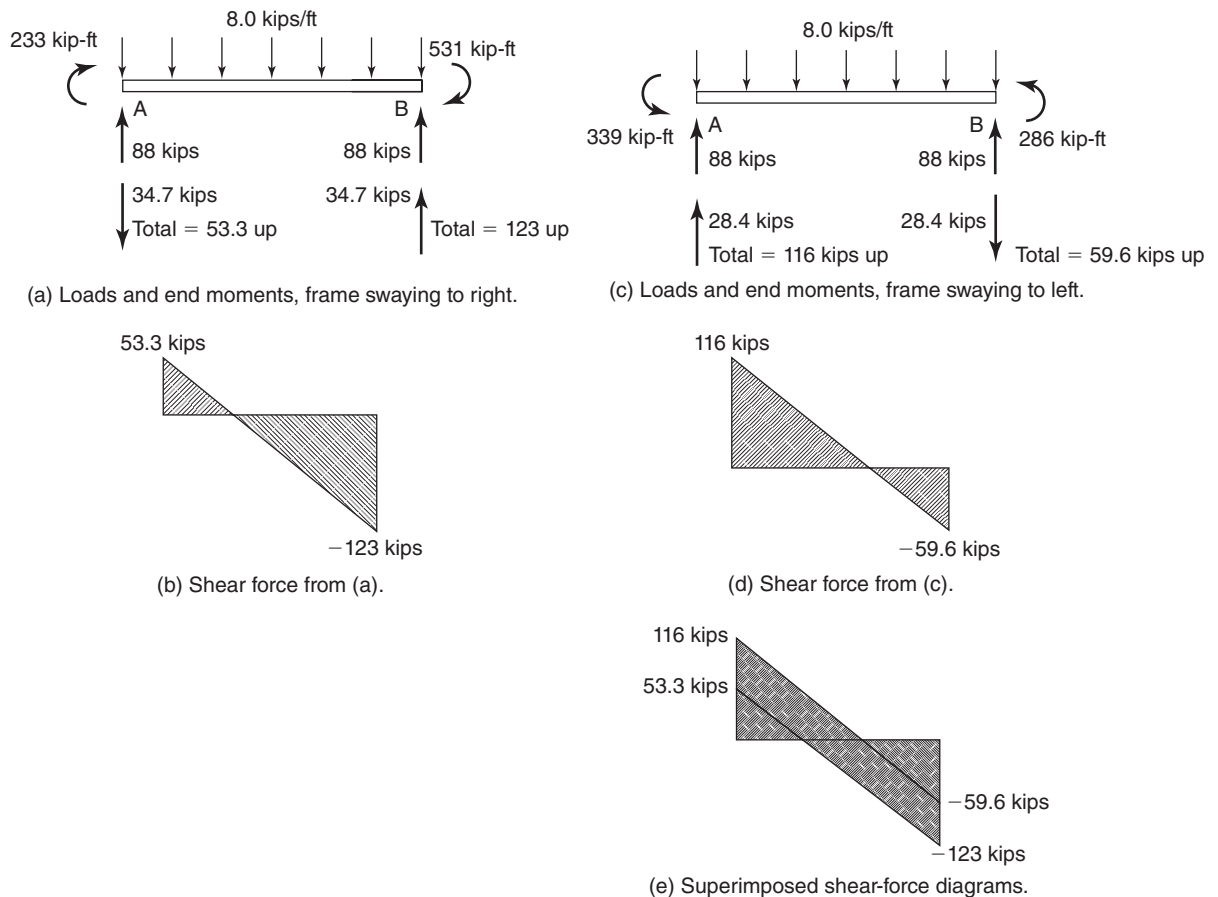 8.0 kips/ft
233 kip-ft
531 kip-ft
A
B
88 kips
88 kips
34.7 kips
34.7 kips
Total = 53.3 up
Total = 123 up
(a) Loads and end moments, frame swaying to right.
8.0 kips/ft
339 kip-ft
A
B
286 kip-ft
88 kips
88 kips
28.4 kips
28.4 kips
Total = 116 kips up
Total = 59.6 kips up
(c) Loads and end moments, frame swaying to left.
53.3 kips
−123 kips
(b) Shear force from (a).
116 kips
−59.6 kips
(d) Shear force from (c).
116 kips
53.3 kips
−59.6 kips
−123 kips
(e) Superimposed shear-force diagrams.